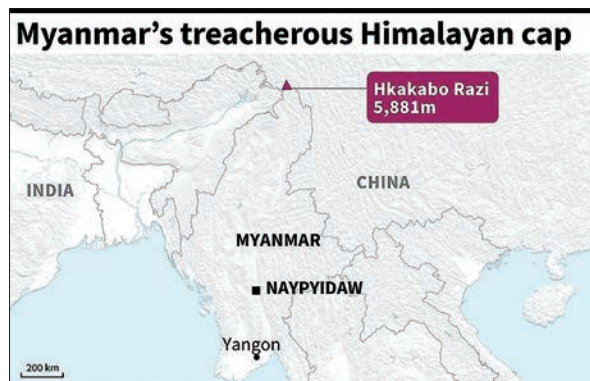 Myanmar's treacherous Himalayan cap
Hkakabo Razi
5,881m
INDIA
CHINA
MYANMAR
NAYPYIDAW
Yangon
200 km